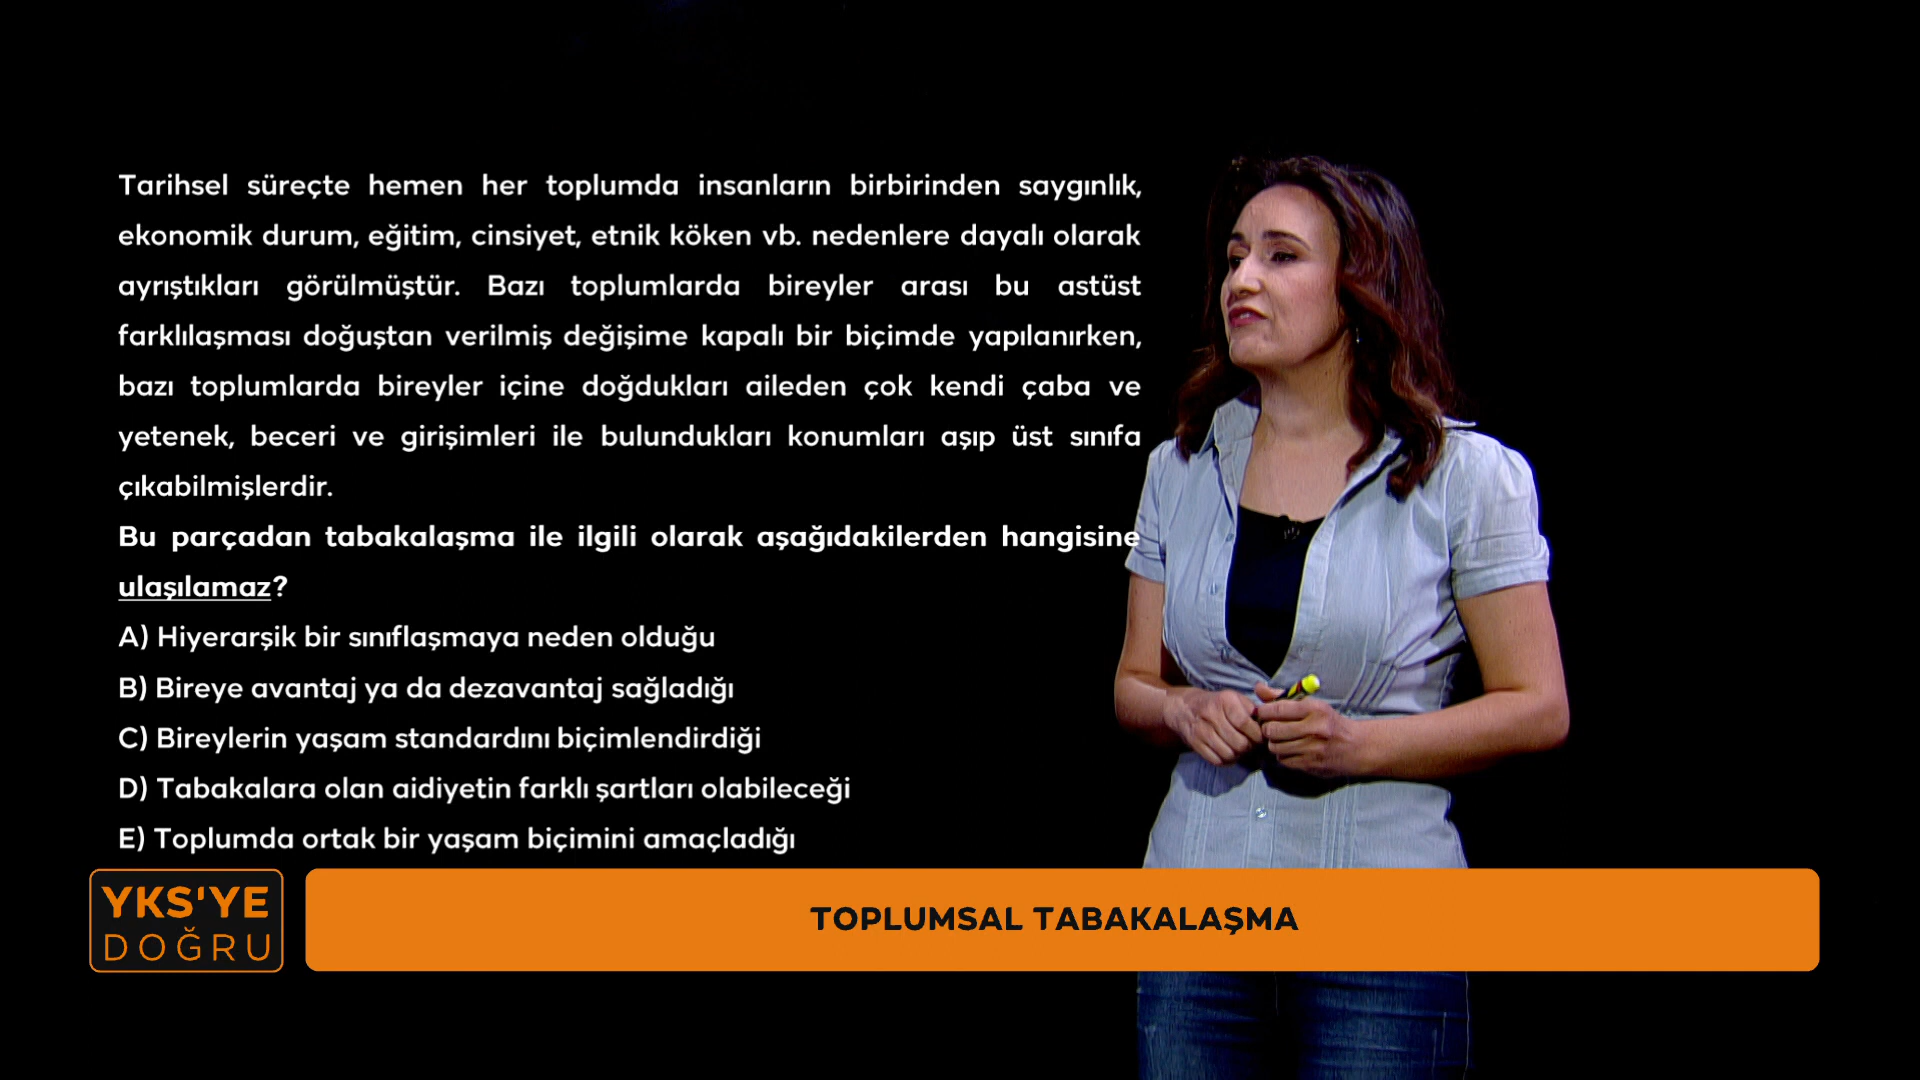 Tarihsel süreçte hemen her toplumda insanların birbirinden saygınlık,
ekonomik durum, eğitim, cinsiyet, etnik köken vb. nedenlere dayalı olarak
ayrıştıkları görülmüştür. Bazı toplumlarda bireyler arası bu astüst
farklılaşması doğuştan verilmiş değişime kapalı bir biçimde yapılanırken,
bazı toplumlarda bireyler içine doğdukları aileden çok kendi çaba ve
yetenek, beceri ve girişimleri ile bulundukları konumları aşıp üst sınıfa
çıkabilmişlerdir.
Bu parçadan tabakalaşma ile ilgili olarak aşağıdakilerden hangisine
ulaşılamaz?
A) Hiyerarşik bir sınıflaşmaya neden olduğu
B) Bireye avantaj ya da dezavantaj sağladığı
C) Bireylerin yaşam standardını biçimlendirdiği
D) Tabakalara olan aidiyetin farklı şartları olabileceği
E) Toplumda ortak bir yaşam biçimini amaçladığı
YKS'YE
DOĞRU
TOPLUMSAL TABAKALAŞMA